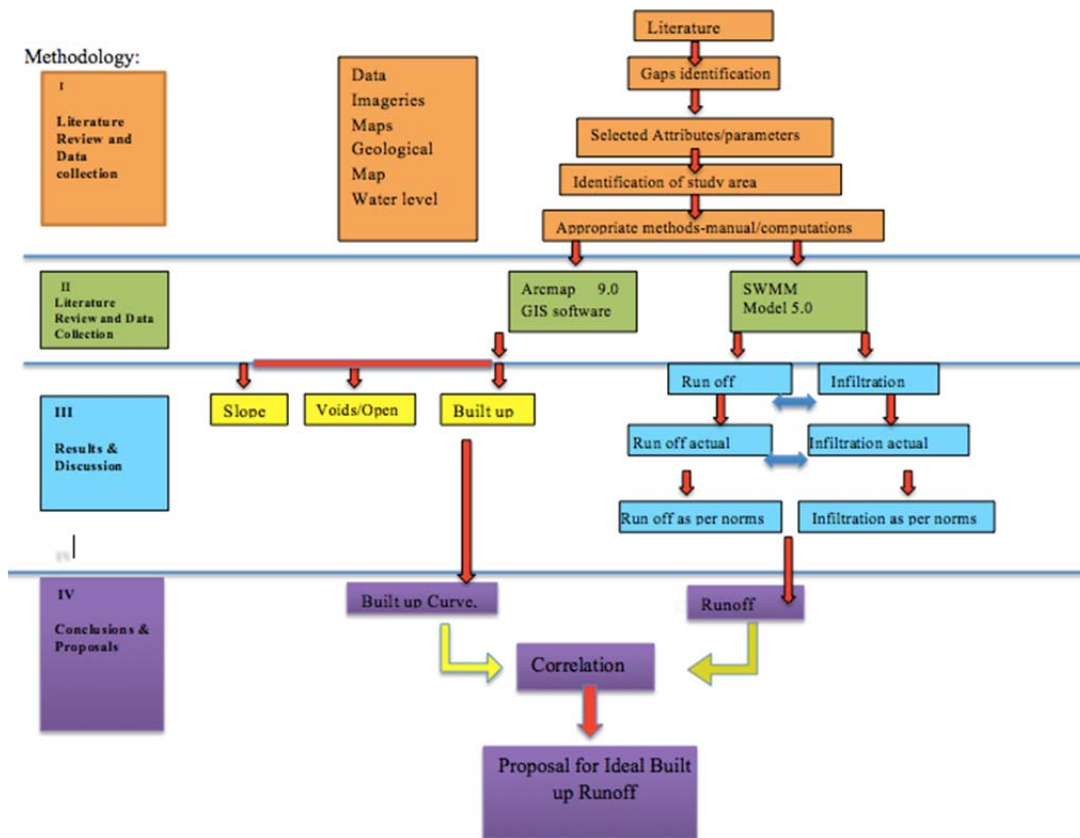 Methodology:
I
Literature
Review and
Data
collection
Data
Imageries
Maps
Geological
Map
Water level
Literature
Gaps identification
Selected Attributes/parameters
Identification of study area
Appropriate methods-manual/computations
II
Literature
Review and Data
Collection
Arcmap 9.0
GIS software
SWMM
Model 5.0
III
Results &
Discussion
Slope
Voids/Open
Built up
Run off
Infiltration
Run off actual
Infiltration actual
Run off as per norms
Infiltration as per norms
IV
IV
Conclusions &
Proposals
Built up Curve.
Runoff
Correlation
Proposal for Ideal Built
up Runoff